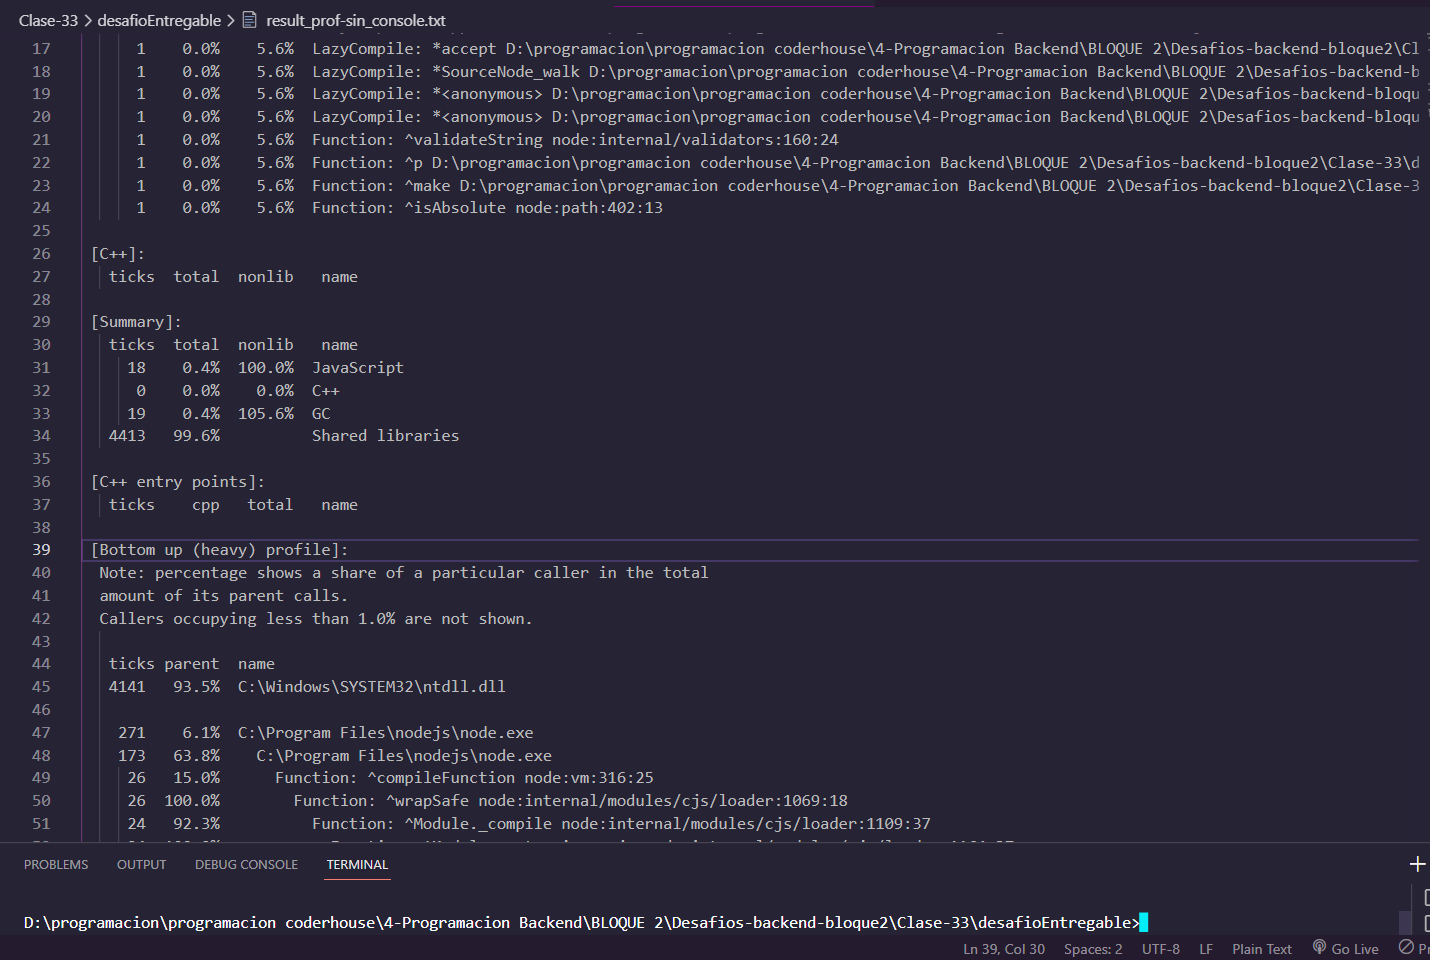 Clase-33 > desafioEntregable > result_prof-sin_console.txt
17 1 0.0% 5.6% LazyCompile: *accept D:\programacion\programacion coderhouse\4-Programacion Backend\BLOQUE 2\Desafios-backend-bloque2\Cl
18 1 0.0% 5.6% LazyCompile: *SourceNode_walk D:\programacion\programacion coderhouse\4-Programacion Backend\BLOQUE 2\Desafios-backend-b
19 1 0.0% 5.6% LazyCompile: *<anonymous> D:\programacion\programacion coderhouse\4-Programacion Backend\BLOQUE 2\Desafios-backend-bloqu
20 1 0.0% 5.6% LazyCompile: *<anonymous> D:\programacion\programacion coderhouse\4-Programacion Backend\BLOQUE 2\Desafios-backend-bloqu
21 1 0.0% 5.6% Function: ^validateString node:internal/validators:160:24
22 1 0.0% 5.6% Function: ^p D:\programacion\programacion coderhouse\4-Programacion Backend\BLOQUE 2\Desafios-backend-bloque2\Clase-33\d
23 1 0.0% 5.6% Function: ^make D:\programacion\programacion coderhouse\4-Programacion Backend\BLOQUE 2\Desafios-backend-bloque2\Clase-3
24 1 0.0% 5.6% Function: ^isAbsolute node:path:402:13
25
26 [C++]:
27 ticks total nonlib name
28
29 [Summary]:
30 ticks total nonlib name
31 18 0.4% 100.0% JavaScript
32 0 0.0% 0.0% C++
33 19 0.4% 105.6% GC
34 4413 99.6% Shared libraries
35
36 [C++ entry points]:
37 ticks cpp total name
38
39 [Bottom up (heavy) profile]:
40 Note: percentage shows a share of a particular caller in the total
41 amount of its parent calls.
42 Callers occupying less than 1.0% are not shown.
43
44 ticks parent name
45 4141 93.5% C:\Windows\SYSTEM32\ntdll.dll
46
47 271 6.1% C:\Program Files\nodejs\node.exe
48 173 63.8% C:\Program Files\nodejs\node.exe
49 26 15.0% Function: ^compileFunction node:vm:316:25
50 26 100.0% Function: ^wrapSafe node:internal/modules/cjs/loader:1069:18
51 24 92.3% Function: ^Module._compile node:internal/modules/cjs/loader:1109:37
PROBLEMS OUTPUT DEBUG CONSOLE TERMINAL
D:\programacion\programacion coderhouse\4-Programacion Backend\BLOQUE 2\Desafios-backend-bloque2\Clase-33\desafioEntregable>
Ln 39, Col 30 Spaces: 2 UTF-8 LF Plain Text Go Live Pr